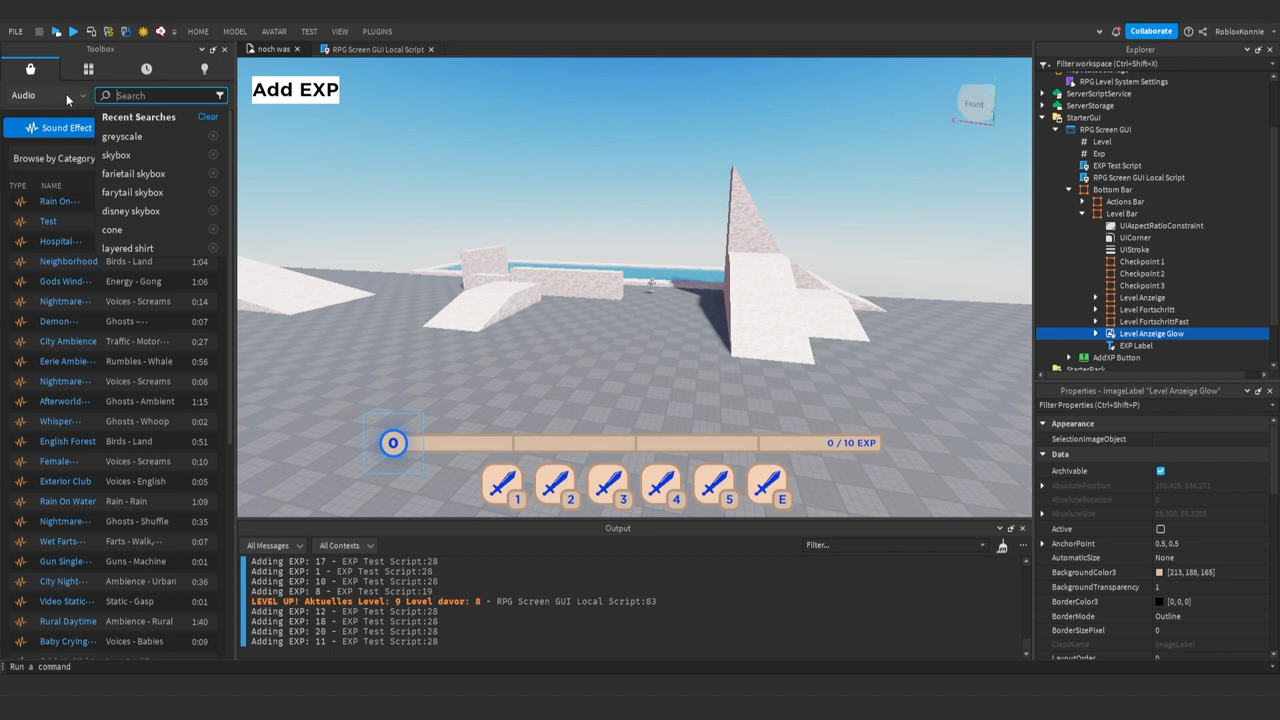 FILE HOME MODEL AVATAR TEST VIEW PLUGINS Collaborate RobloxKonnie
Toolbox
noch was
RPG Screen GUI Local Script
Audio
Search
Sound Effect
Browse by Category
TYPE NAME
Recent Searches Clear
greyscale
skybox
farietail skybox
farytail skybox
disney skybox
cone
layered shirt
Rain On···
Test
Hospital···
Neighborhood Birds - Land 1:04
Gods Wind··· Energy - Gong 1:06
Nightmare··· Voices - Screams 0:14
Demon··· Ghosts -··· 0:07
City Ambience Traffic - Motor··· 0:27
Eerie Ambie··· Rumbles - Whale 0:56
Nightmare··· Voices - Screams 0:06
Afterworld··· Ghosts - Ambient 1:15
Whisper··· Ghosts - Whoop 0:02
English Forest Birds - Land 0:51
Female··· Voices - Screams 0:10
Exterior Club Voices - English 0:05
Rain On Water Rain - Rain 1:09
Nightmare··· Ghosts - Shuffle 0:35
Wet Farts··· Farts - Walk,··· 0:07
Gun Single··· Guns - Machine 0:01
City Night··· Ambience - Urban 0:36
Video Static··· Static - Gasp 0:01
Rural Daytime Ambience - Rural 1:40
Baby Crying··· Voices - Babies 0:09
Run a command
Add EXP
Front
0
0 / 10 EXP
1 2 3 4 5 E
Output
All Messages All Contexts Filter...
Adding EXP: 17 - EXP Test Script:28
Adding EXP: 1 - EXP Test Script:28
Adding EXP: 10 - EXP Test Script:28
Adding EXP: 8 - EXP Test Script:19
LEVEL UP! Aktuelles Level: 9 Level davor: 8 - RPG Screen GUI Local Script:83
Adding EXP: 12 - EXP Test Script:28
Adding EXP: 18 - EXP Test Script:28
Adding EXP: 20 - EXP Test Script:28
Adding EXP: 11 - EXP Test Script:28
Explorer
Filter workspace (Ctrl+Shift+X)
RPG Level System Settings
ServerScriptService
ServerStorage
StarterGui
RPG Screen GUI
Level
Exp
EXP Test Script
RPG Screen GUI Local Script
Bottom Bar
Actions Bar
Level Bar
UIAspectRatioConstraint
UICorner
UIStroke
Checkpoint 1
Checkpoint 2
Checkpoint 3
Level Anzeige
Level Fortschritt
Level FortschrittFast
Level Anzeige Glow
EXP Label
AddXP Button
StarterPack
Properties - ImageLabel "Level Anzeige Glow"
Filter Properties (Ctrl+Shift+P)
Appearance
SelectionImageObject
Data
Archivable
AbsolutePosition
AbsoluteRotation 0
AbsoluteSize
Active
AnchorPoint 0.5, 0.5
AutomaticSize None
BackgroundColor3 [213, 188, 165]
BackgroundTransparency 1
BorderColor3 [0, 0, 0]
BorderMode Outline
BorderSizePixel 0
ClassName ImageLabel
LayoutOrder 0